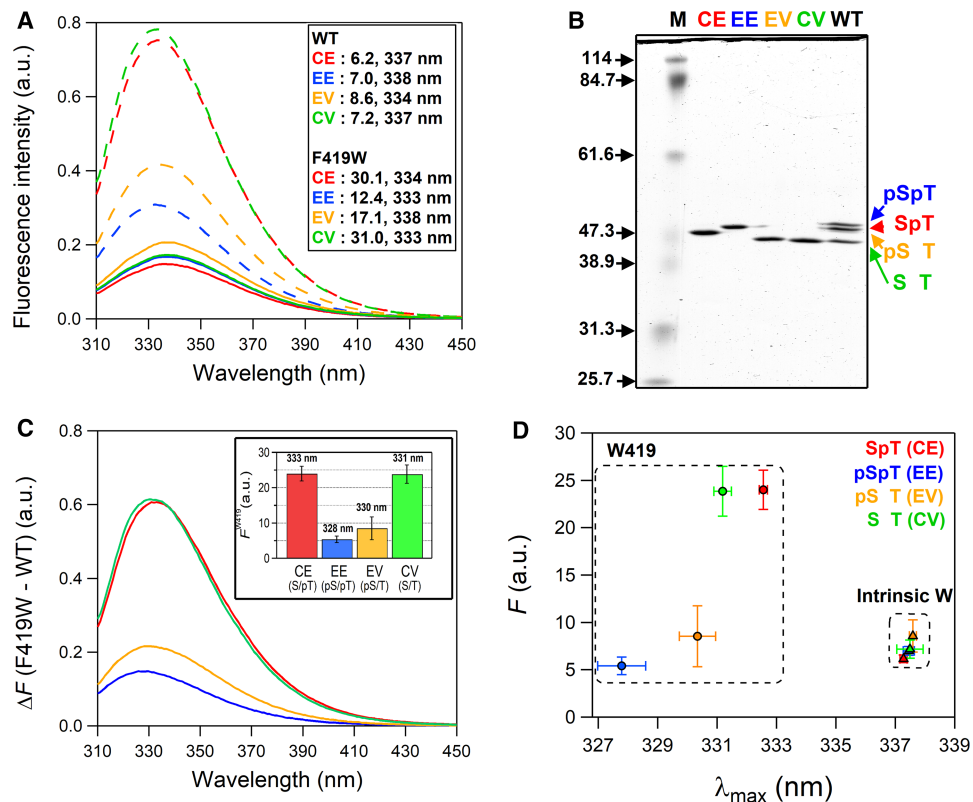 A
Fluorescence intensity (a.u.)
0.8
0.6
0.4
0.2
0.0
310 330 350 370 390 410 430 450
Wavelength (nm)
WT
CE : 6.2, 337 nm
EE : 7.0, 338 nm
EV : 8.6, 334 nm
CV : 7.2, 337 nm
F419W
CE : 30.1, 334 nm
EE : 12.4, 333 nm
EV : 17.1, 338 nm
CV : 31.0, 333 nm
B
M CE EE EV CV WT
114
84.7
61.6
47.3
38.9
31.3
25.7
pSpT
SpT
pS T
S T
C
ΔF (F419W - WT) (a.u.)
0.8
0.6
0.4
0.2
0.0
310 330 350 370 390 410 430 450
Wavelength (nm)
F^W419 (a.u.)
30
20
10
0
333 nm
328 nm
330 nm
331 nm
CE EE EV CV
(S/pT) (pS/pT) (pS/T) (S/T)
D
F (a.u.)
30
25
20
15
10
5
0
327 329 331 333 335 337 339
λmax (nm)
W419
SpT (CE)
pSpT (EE)
pS T (EV)
S T (CV)
Intrinsic W